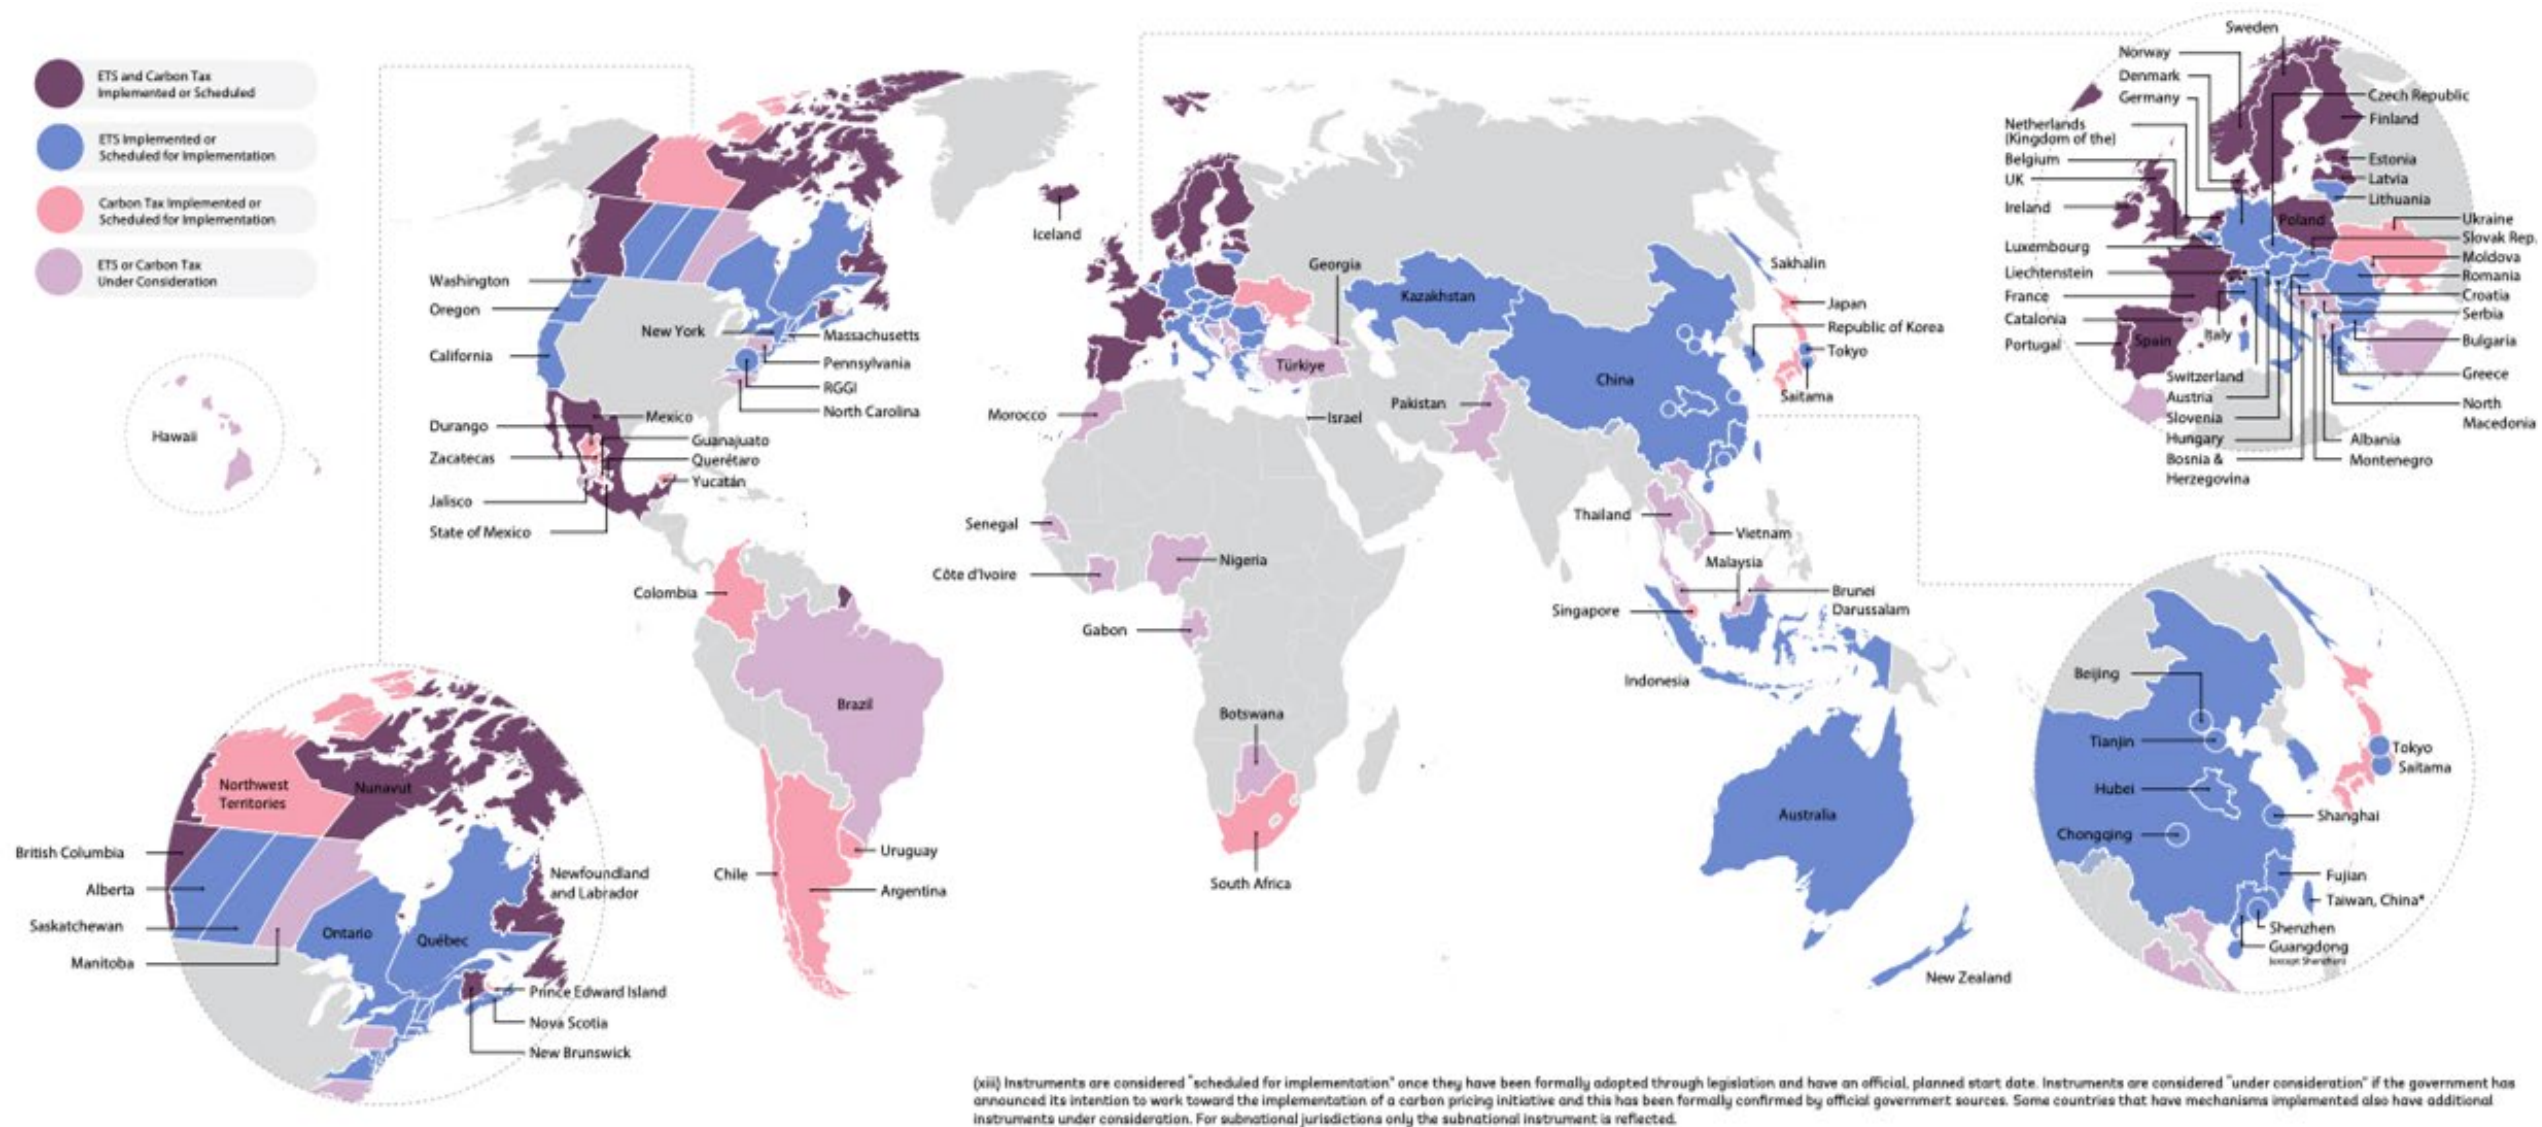 ETS and Carbon Tax
Implemented or Scheduled
ETS Implemented or
Scheduled for Implementation
Carbon Tax Implemented or
Scheduled for Implementation
ETS or Carbon Tax
Under Consideration
Hawaii
Washington
Oregon
California
New York
Massachusetts
Pennsylvania
RGGI
North Carolina
Mexico
Durango
Guanajuato
Zacatecas
Querétaro
Yucatán
Jalisco
State of Mexico
Colombia
Brazil
Uruguay
Chile
Argentina
Northwest
Territories
Nunavut
British Columbia
Alberta
Saskatchewan
Manitoba
Ontario
Québec
Newfoundland
and Labrador
Prince Edward Island
Nova Scotia
New Brunswick
Iceland
Georgia
Türkiye
Morocco
Israel
Pakistan
Senegal
Côte d'Ivoire
Nigeria
Gabon
Botswana
South Africa
Kazakhstan
China
Sakhalin
Japan
Republic of Korea
Tokyo
Saitama
Thailand
Vietnam
Malaysia
Singapore
Brunei
Darussalam
Indonesia
Australia
New Zealand
Sweden
Norway
Denmark
Germany
Netherlands
(Kingdom of the)
Belgium
UK
Ireland
Luxembourg
Liechtenstein
France
Catalonia
Portugal
Spain
Italy
Poland
Switzerland
Austria
Slovenia
Hungary
Bosnia &
Herzegovina
Czech Republic
Finland
Estonia
Latvia
Lithuania
Ukraine
Slovak Rep.
Moldova
Romania
Croatia
Serbia
Bulgaria
Greece
North
Macedonia
Albania
Montenegro
Beijing
Tianjin
Hubei
Chongqing
Tokyo
Saitama
Shanghai
Fujian
Taiwan, China*
Shenzhen
Guangdong
(except Shenzhen)
(xiii) Instruments are considered "scheduled for implementation" once they have been formally adopted through legislation and have an official, planned start date. Instruments are considered "under consideration" if the government has
announced its intention to work toward the implementation of a carbon pricing initiative and this has been formally confirmed by official government sources. Some countries that have mechanisms implemented also have additional
instruments under consideration. For subnational jurisdictions only the subnational instrument is reflected.